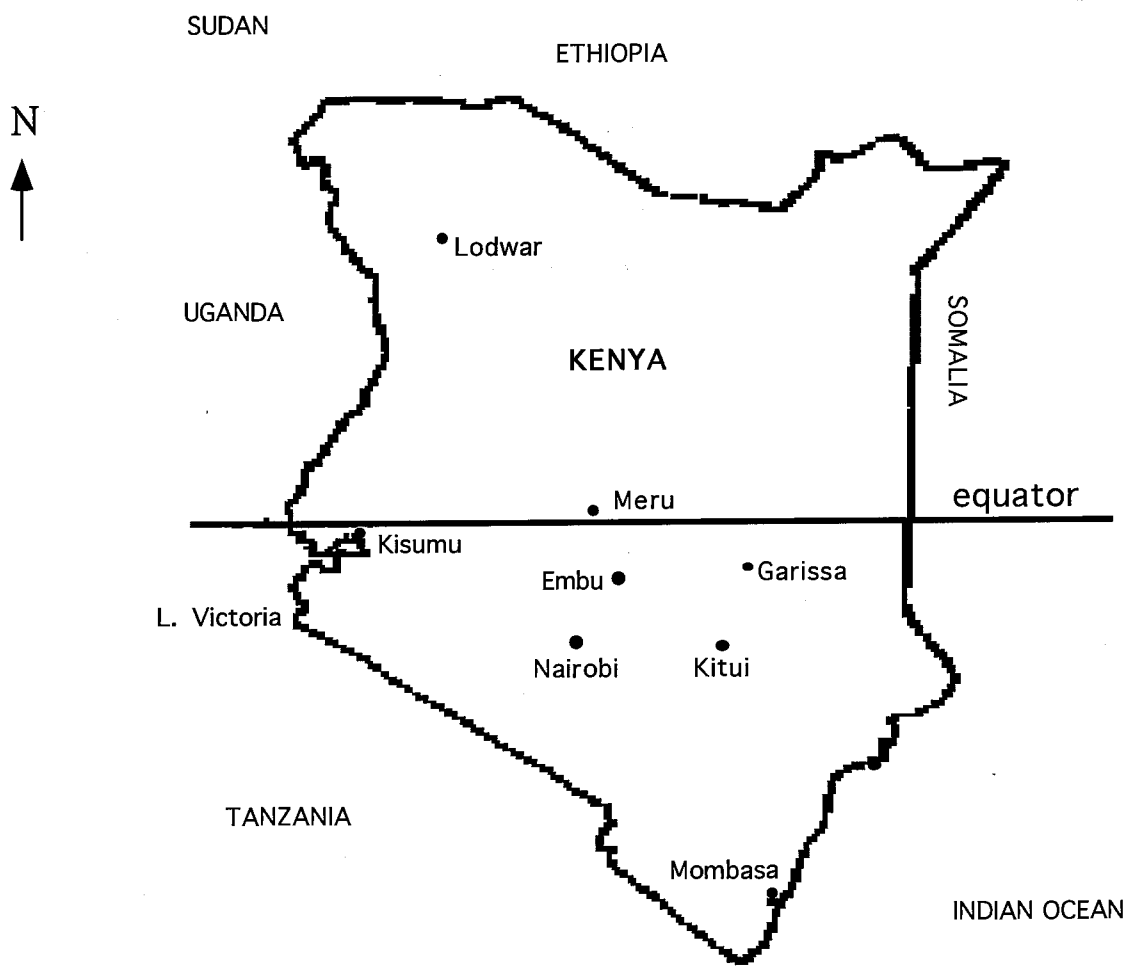 SUDAN
ETHIOPIA
N
Lodwar
UGANDA
SOMALIA
KENYA
equator
Meru
Kisumu
Embu
Garissa
L. Victoria
Nairobi
Kitui
TANZANIA
Mombasa
INDIAN OCEAN